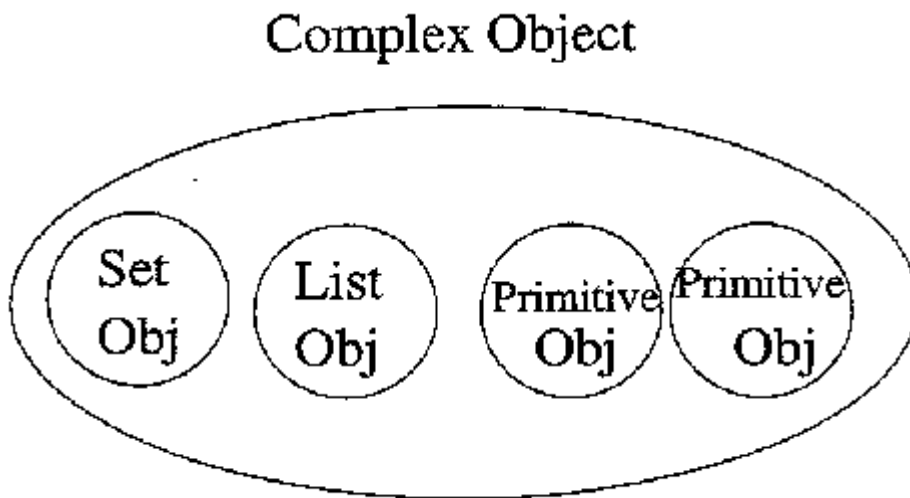 Complex Object
Set
Obj
List
Obj
Primitive
Obj
Primitive
Obj